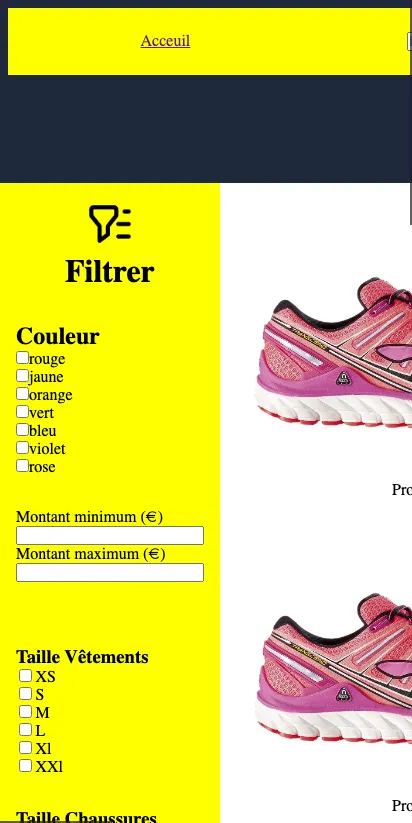 Acceuil
Filtrer
Couleur
rouge
jaune
orange
vert
bleu
violet
rose
Montant minimum (€)
Montant maximum (€)
Pro
Taille Vêtements
XS
S
M
L
Xl
XXl
Pro
Taille Chaussures